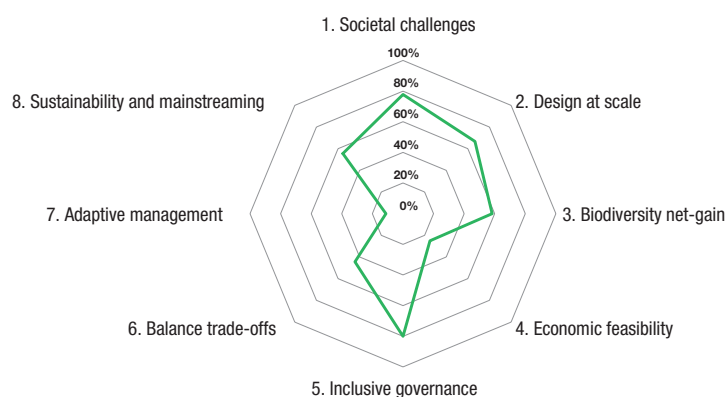 1. Societal challenges
100%
80%
8. Sustainability and mainstreaming
2. Design at scale
60%
40%
20%
0%
7. Adaptive management
3. Biodiversity net-gain
6. Balance trade-offs
4. Economic feasibility
5. Inclusive governance